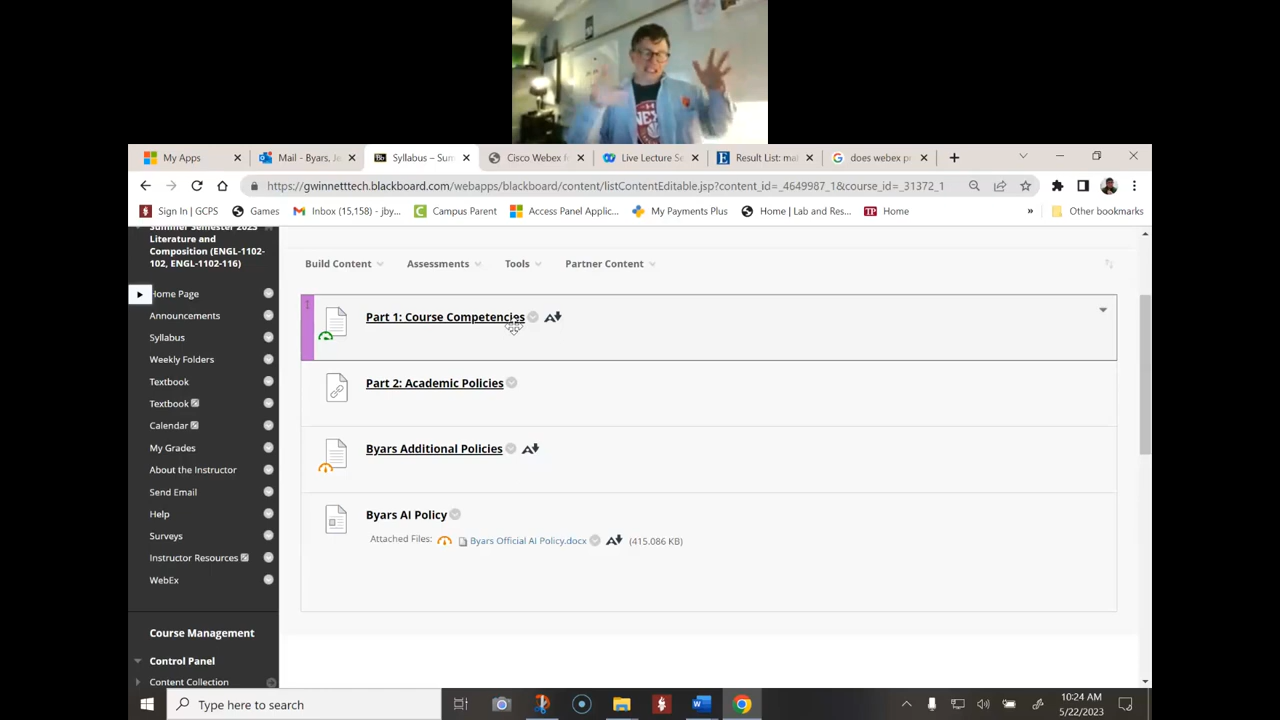 My Apps
Mail - Byars, Je
Syllabus – Sum
Cisco Webex fo
Live Lecture Se
Result List: mat
does webex pr
https://gwinnetttech.blackboard.com/webapps/blackboard/content/listContentEditable.jsp?content_id=_4649987_1&course_id=_31372_1
Sign In | GCPS
Games
Inbox (15,158) - jby...
Campus Parent
Access Panel Applic...
My Payments Plus
Home | Lab and Res...
Home
»
Other bookmarks
Summer Semester 2023
Literature and
Composition (ENGL-1102-
102, ENGL-1102-116)
Home Page
Announcements
Syllabus
Weekly Folders
Textbook
Textbook
Calendar
My Grades
About the Instructor
Send Email
Help
Surveys
Instructor Resources
WebEx
Course Management
Control Panel
Content Collection
Build Content
Assessments
Tools
Partner Content
1
Part 1: Course Competencies
Part 2: Academic Policies
Byars Additional Policies
Byars AI Policy
Attached Files: Byars Official AI Policy.docx (415.086 KB)
Type here to search
10:24 AM
5/22/2023